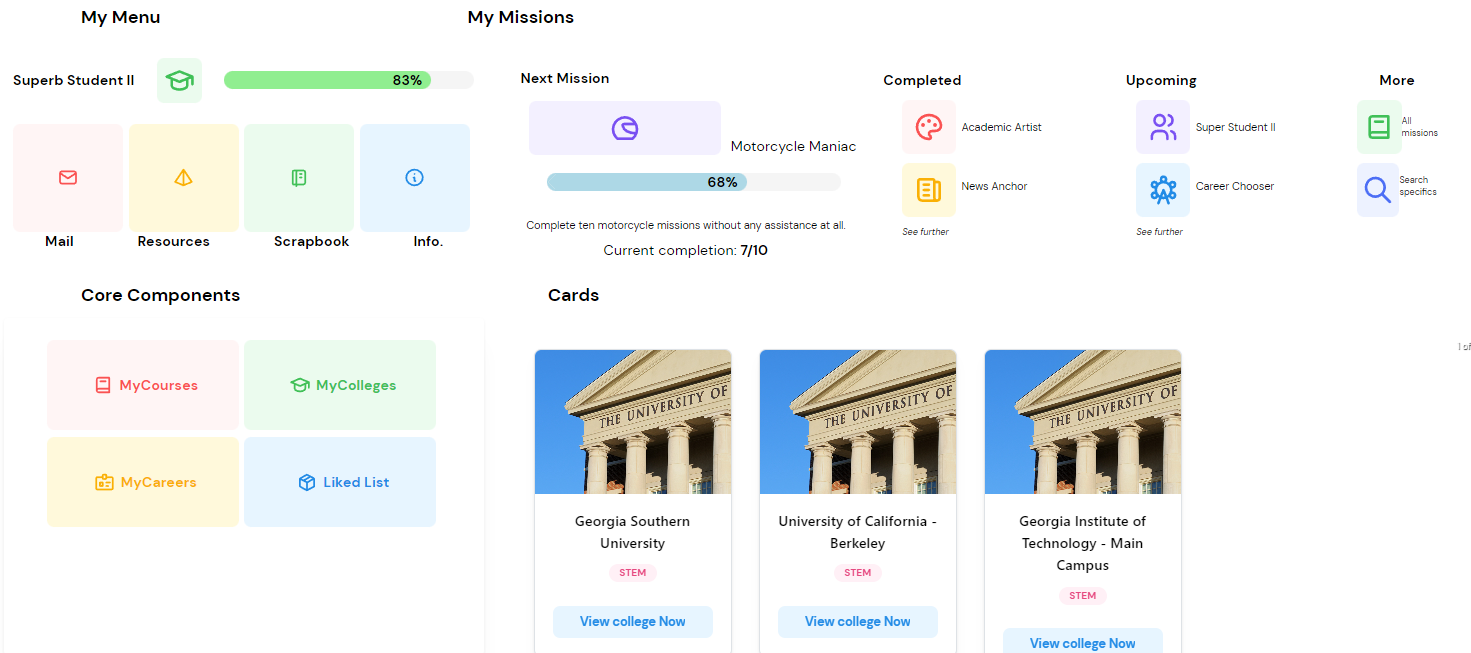 My Menu
My Missions
Superb Student II
83%
Next Mission
Completed
Upcoming
More
Motorcycle Maniac
Academic Artist
Super Student II
All
missions
68%
News Anchor
Career Chooser
Search
specifics
Complete ten motorcycle missions without any assistance at all.
See further
See further
Current completion: 7/10
Mail
Resources
Scrapbook
Info.
Core Components
Cards
MyCourses
MyColleges
MyCareers
Liked List
1 of
THE UNIVERSITY OF
THE UNIVERSITY OF
THE UNIVERSITY OF
Georgia Southern
University
STEM
View college Now
University of California -
Berkeley
STEM
View college Now
Georgia Institute of
Technology - Main
Campus
STEM
View college Now